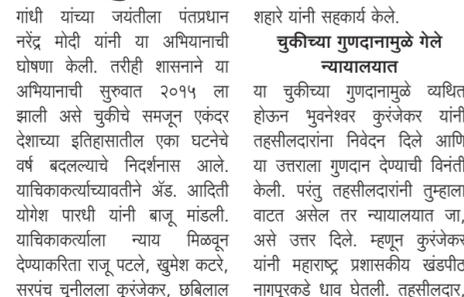 गांधी यांच्या जयंतीला पंतप्रधान
नरेंद्र मोदी यांनी या अभियानाची
घोषणा केली. तरीही शासनाने या
अभियानाची सुरुवात २०१५ ला
झाली असे चुकीचे समजून एकंदर
देशाच्या इतिहासातील एका घटनेचे
वर्ष बदलल्याचे निदर्शनास आले.
याचिकाकर्त्याच्यावतीने अ‍ॅड. आदिती
योगेश पारधी यांनी बाजू मांडली.
याचिकाकर्त्याला न्याय मिळवून
देण्याकरिता राजू पटले, खुमेश कटरे,
सरपंच चुनीलला कुरंजेकर, छबिलाल
शहारे यांनी सहकार्य केले.
चुकीच्या गुणदानामुळे गेले
न्यायालयात
या चुकीच्या गुणदानामुळे व्यथित
होऊन भुवनेश्वर कुरंजेकर यांनी
तहसीलदारांना निवेदन दिले आणि
या उत्तराला गुणदान देण्याची विनंती
केली. परंतु तहसीलदारांनी तुम्हाला
वाटत असेल तर न्यायालयात जा,
असे उत्तर दिले. म्हणून कुरंजेकर
यांनी महाराष्ट्र प्रशासकीय खंडपीठ
नागपूरकडे धाव घेतली. तहसीलदार,